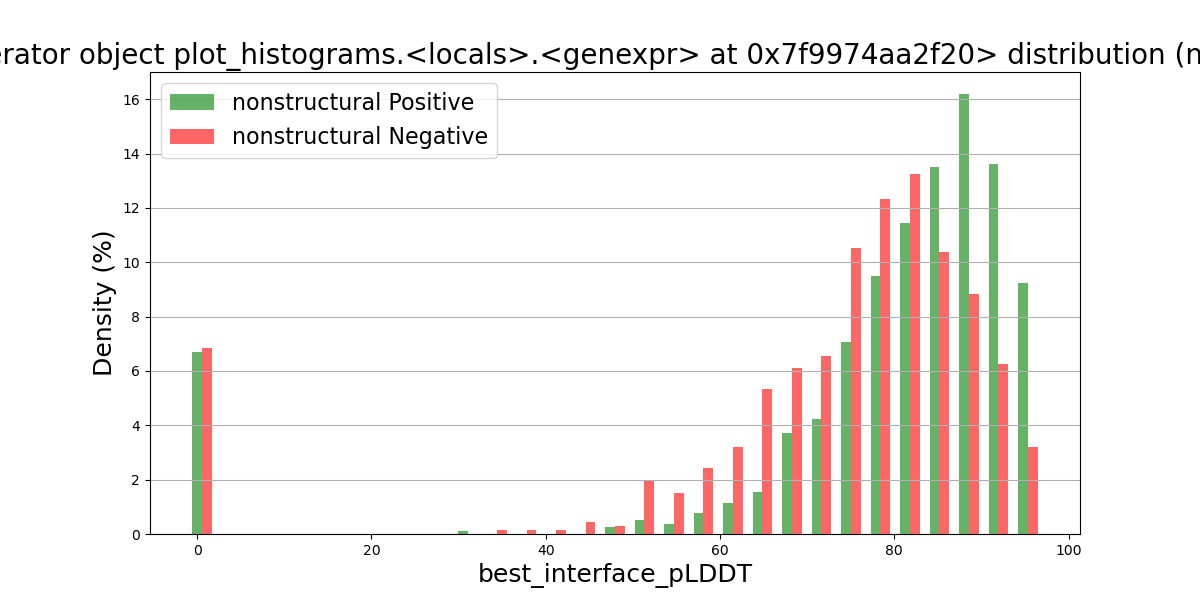 erator object plot_histograms.<locals>.<genexpr> at 0x7f9974aa2f20> distribution (n
nonstructural Positive
nonstructural Negative
Density (%)
16
14
12
10
8
6
4
2
0
0 20 40 60 80 100
best_interface_pLDDT